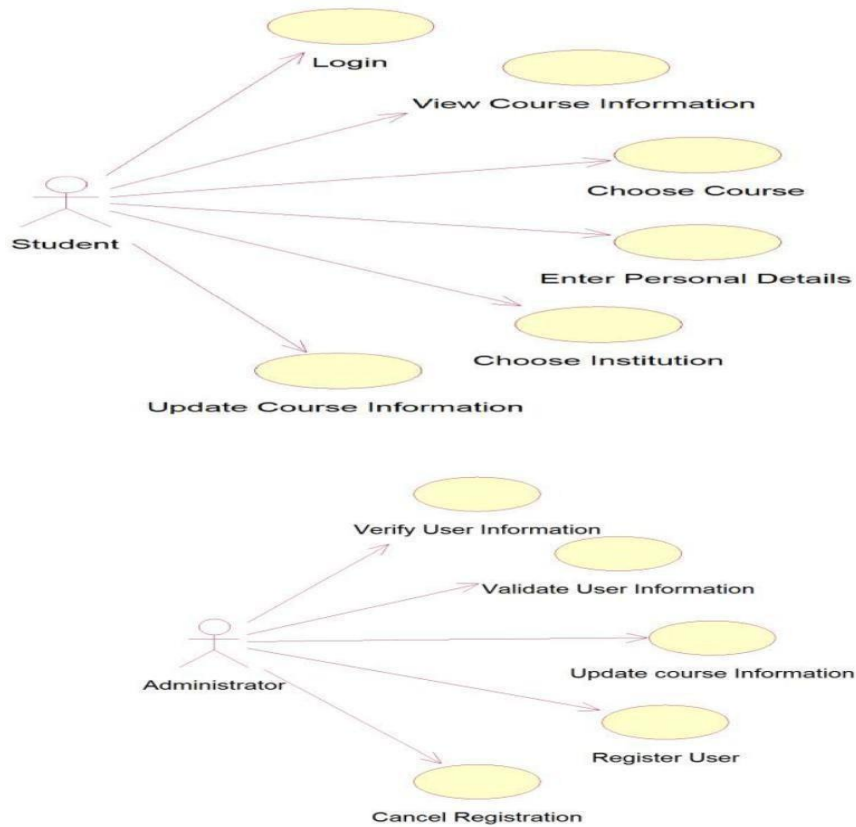 Login
View Course Information
Choose Course
Student
Enter Personal Details
Choose Institution
Update Course Information
Verify User Information
Validate User Information
Update course Information
Administrator
Register User
Cancel Registration